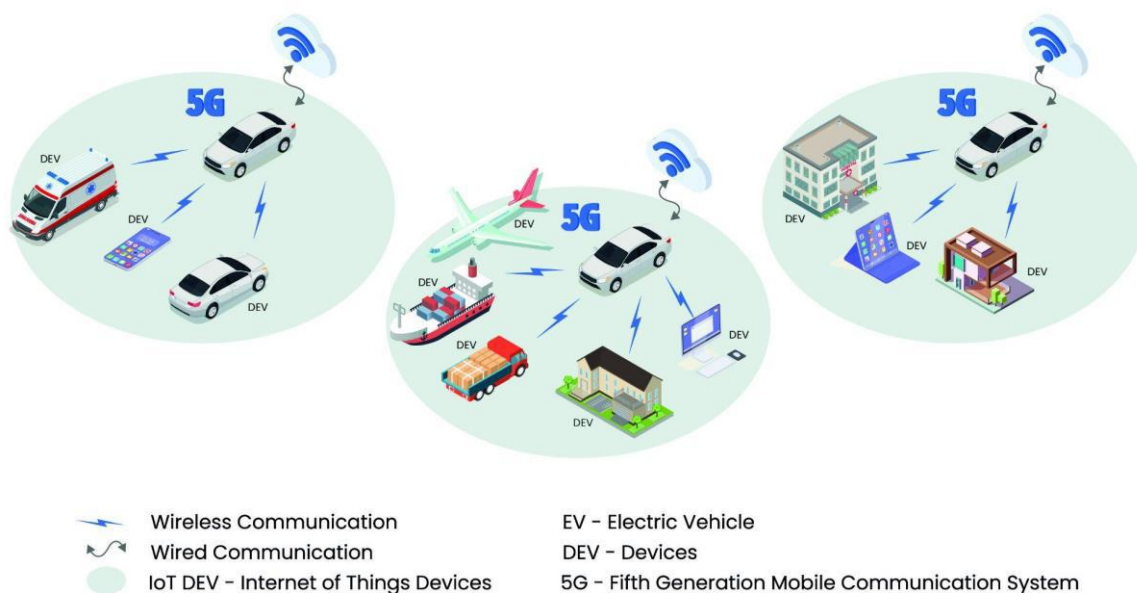 5G
DEV
DEV
DEV
5G
DEV
DEV
DEV
DEV
DEV
5G
DEV
DEV
DEV
Wireless Communication
Wired Communication
IoT DEV - Internet of Things Devices
EV - Electric Vehicle
DEV - Devices
5G - Fifth Generation Mobile Communication System